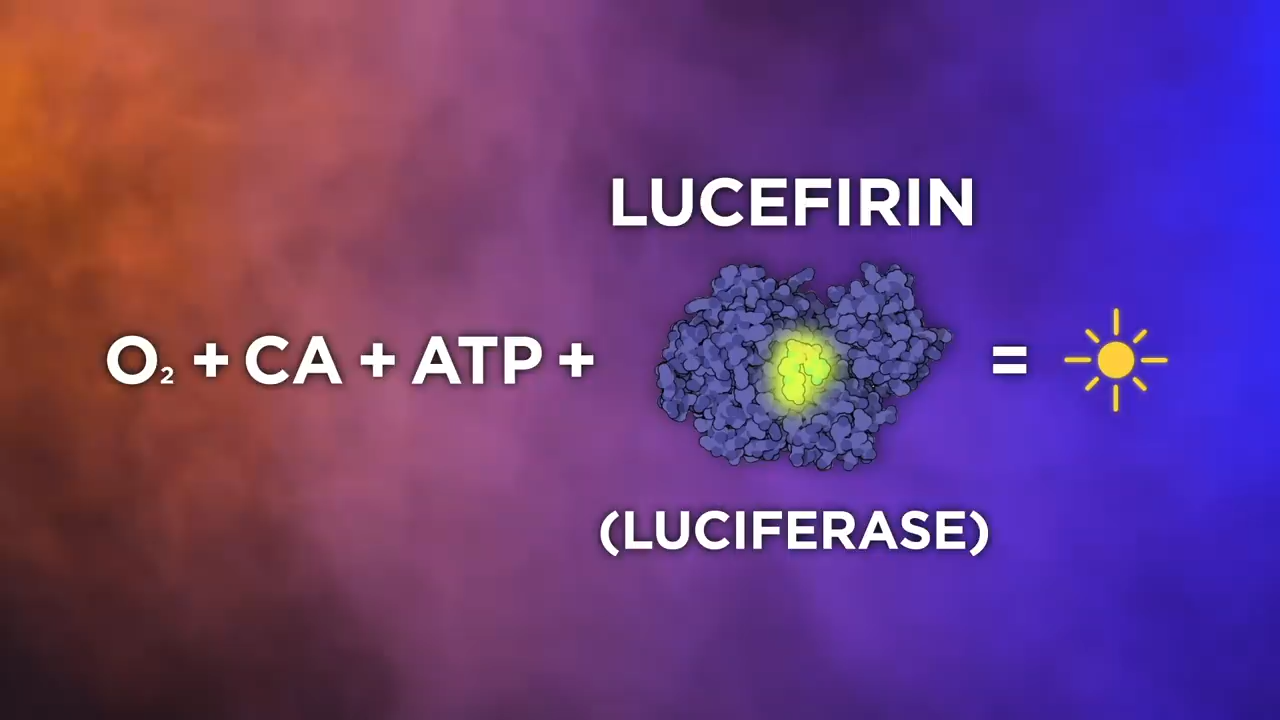 LUCEFIRIN
O₂ + CA + ATP + =
(LUCIFERASE)